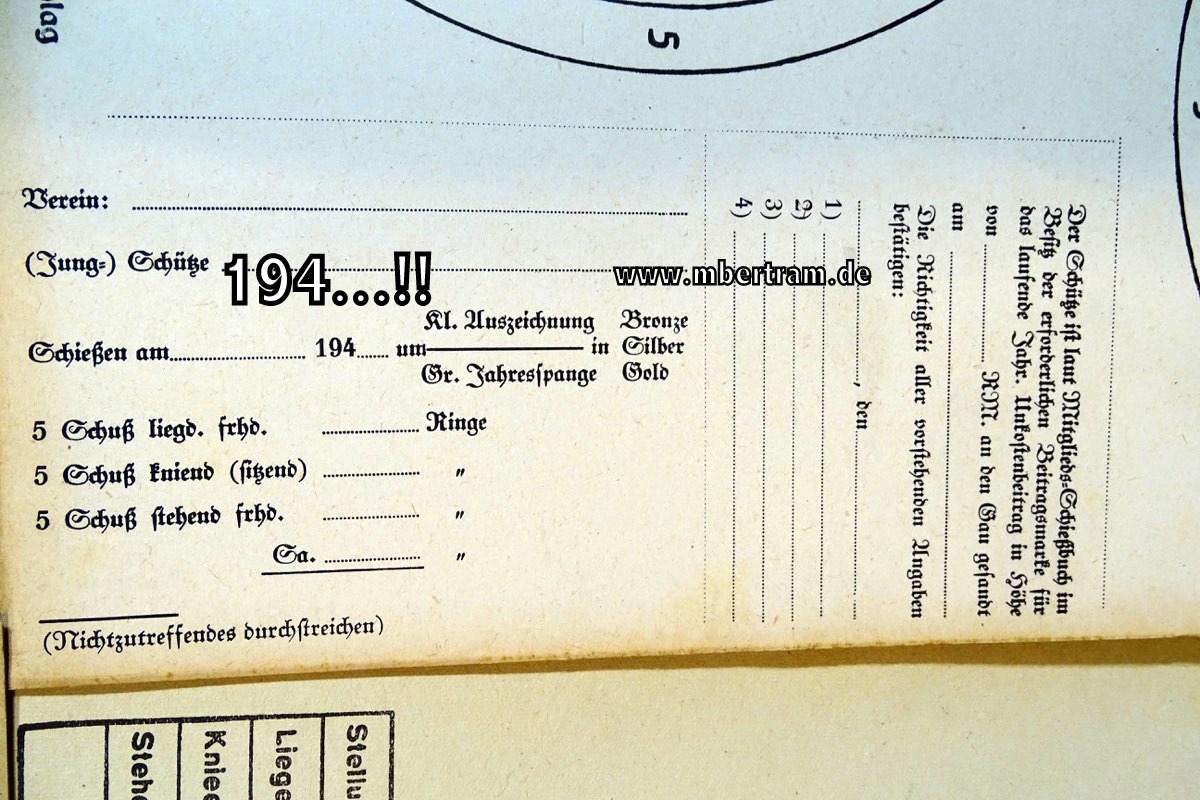 5
Verein:
(Jung-) Schütze
194...!!
www.mbertram.de
Schießen am 194 um Kl. Auszeichnung in Bronze
Gr. Jahresspange Silber
Gold
5 Schuß liegd. frhd. Ringe
5 Schuß kniend (sitzend) "
5 Schuß stehend frhd. "
Sa. "
(Nichtzutreffendes durchstreichen)
Der Schütze ist laut Mitglieds-Schießbuch im
Besitz der erforderlichen Beitragsmarke für
das laufende Jahr. Unkostenbeitrag in Höhe
von RM. an den Gau gesandt
am
Die Richtigkeit aller vorstehenden Angaben
bestätigen:
, den
1)
2)
3)
4)
Stellu
Liege
Kniee
Stehe